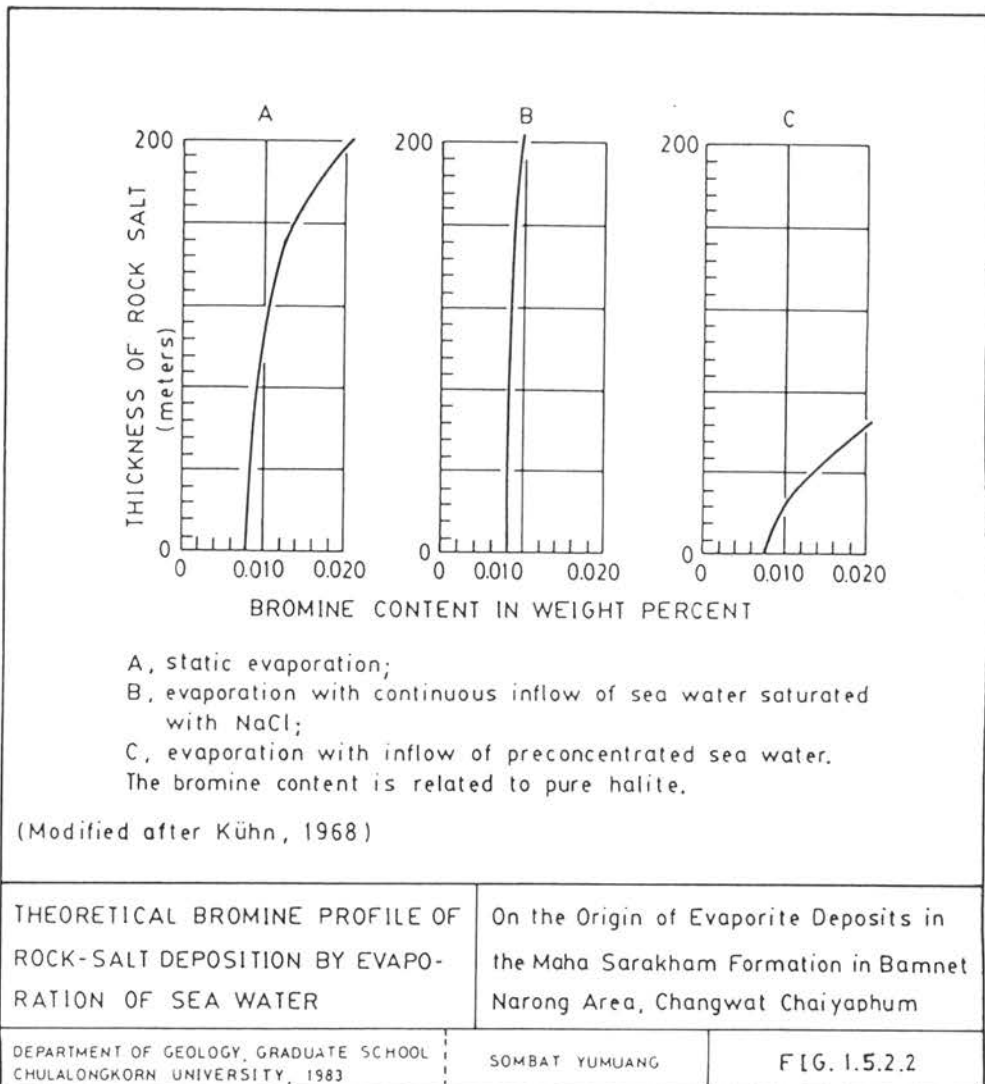 A
B
C
200
200
200
THICKNESS OF ROCK SALT
(meters)
0
0
0
0 0.010 0.020
0 0.010 0.020
0 0.010 0.020
BROMINE CONTENT IN WEIGHT PERCENT
A, static evaporation;
B, evaporation with continuous inflow of sea water saturated
with NaCl;
C, evaporation with inflow of preconcentrated sea water.
The bromine content is related to pure halite.
(Modified after Kühn, 1968)
THEORETICAL BROMINE PROFILE OF
ROCK-SALT DEPOSITION BY EVAPO-
RATION OF SEA WATER
On the Origin of Evaporite Deposits in
the Maha Sarakham Formation in Bamnet
Narong Area, Changwat Chaiyaphum
DEPARTMENT OF GEOLOGY, GRADUATE SCHOOL
CHULALONGKORN UNIVERSITY, 1983
SOMBAT YUMUANG
FIG. 1.5.2.2